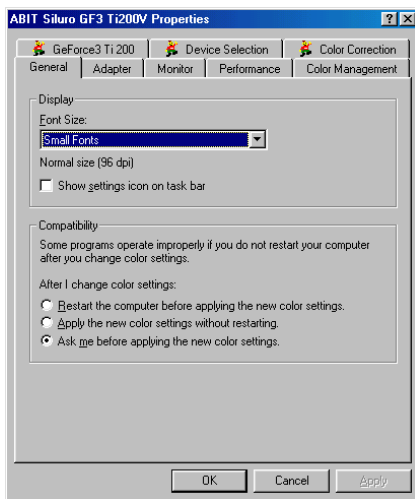 ABIT Siluro GF3 Ti200V Properties
GeForce3 Ti 200 Device Selection Color Correction
General Adapter Monitor Performance Color Management
Display
Font Size:
Small Fonts
Normal size (96 dpi)
Show settings icon on task bar
Compatibility
Some programs operate improperly if you do not restart your computer
after you change color settings.
After I change color settings:
Restart the computer before applying the new color settings.
Apply the new color settings without restarting.
Ask me before applying the new color settings.
OK Cancel Apply